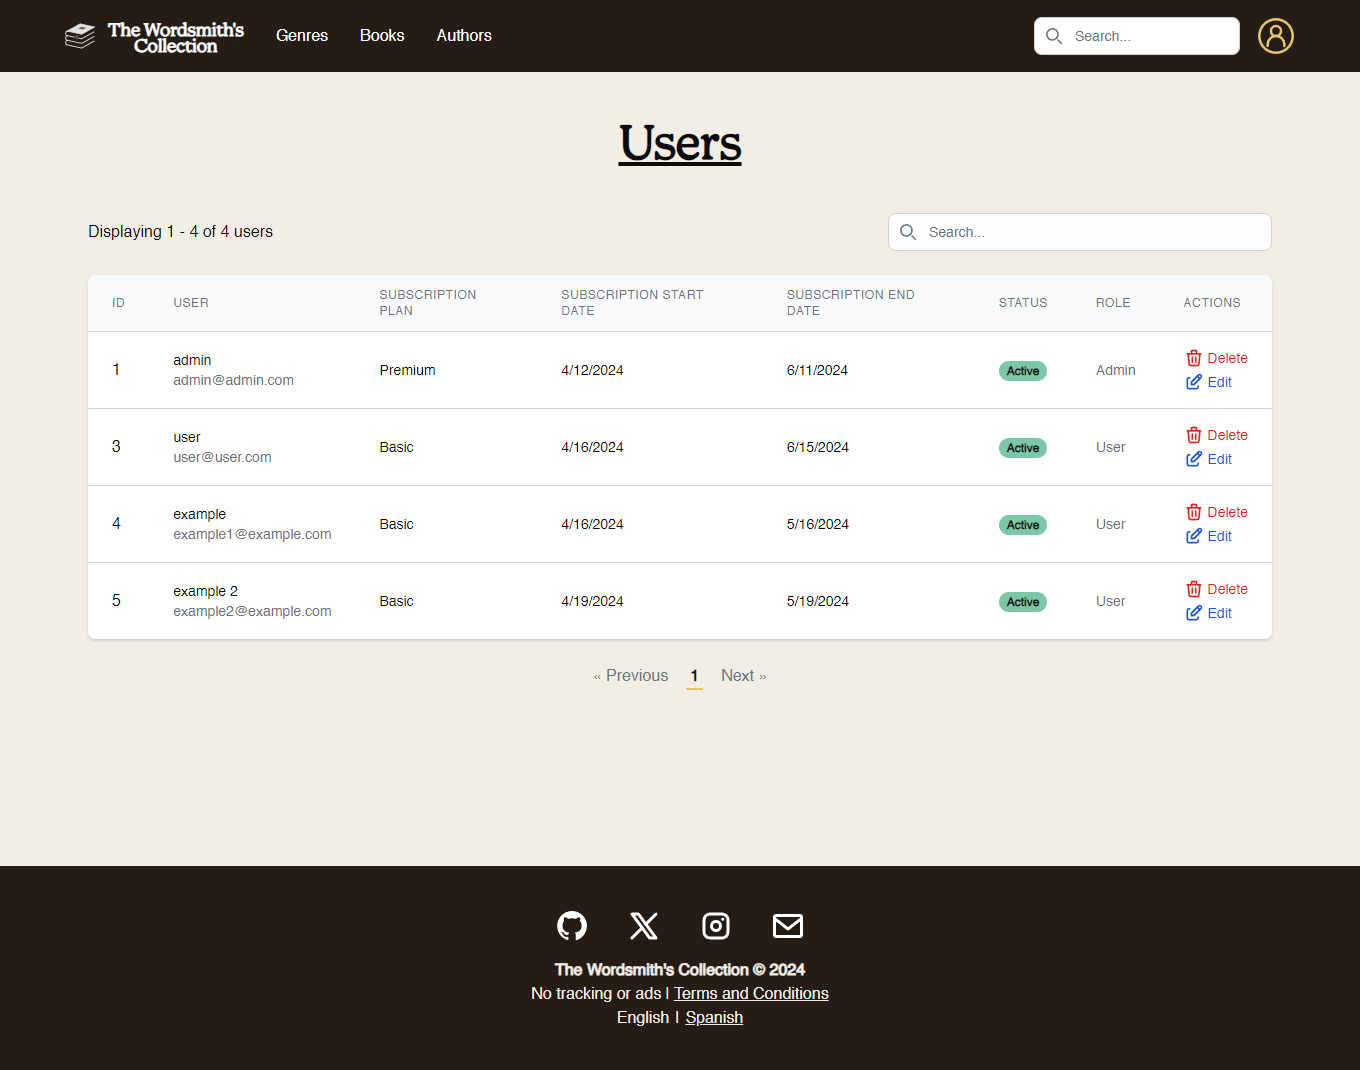 The Wordsmith's
Collection
Genres
Books
Authors
Search...
Users
Displaying 1 - 4 of 4 users
Search...
ID
USER
SUBSCRIPTION
PLAN
SUBSCRIPTION START
DATE
SUBSCRIPTION END
DATE
STATUS
ROLE
ACTIONS
1
admin
admin@admin.com
Premium
4/12/2024
6/11/2024
Active
Admin
Delete
Edit
3
user
user@user.com
Basic
4/16/2024
6/15/2024
Active
User
Delete
Edit
4
example
example1@example.com
Basic
4/16/2024
5/16/2024
Active
User
Delete
Edit
5
example 2
example2@example.com
Basic
4/19/2024
5/19/2024
Active
User
Delete
Edit
« Previous 1 Next »
The Wordsmith's Collection © 2024
No tracking or ads | Terms and Conditions
English | Spanish